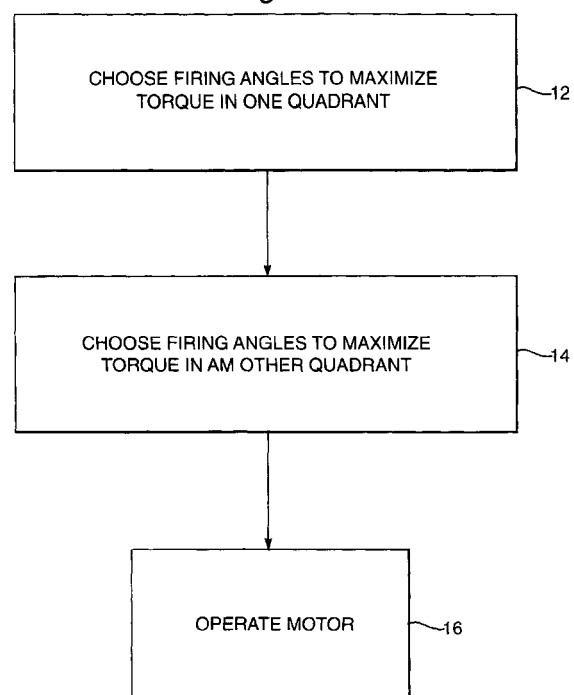 CHOOSE FIRING ANGLES TO MAXIMIZE
TORQUE IN ONE QUADRANT
12
CHOOSE FIRING ANGLES TO MAXIMIZE
TORQUE IN AM OTHER QUADRANT
14
OPERATE MOTOR
16